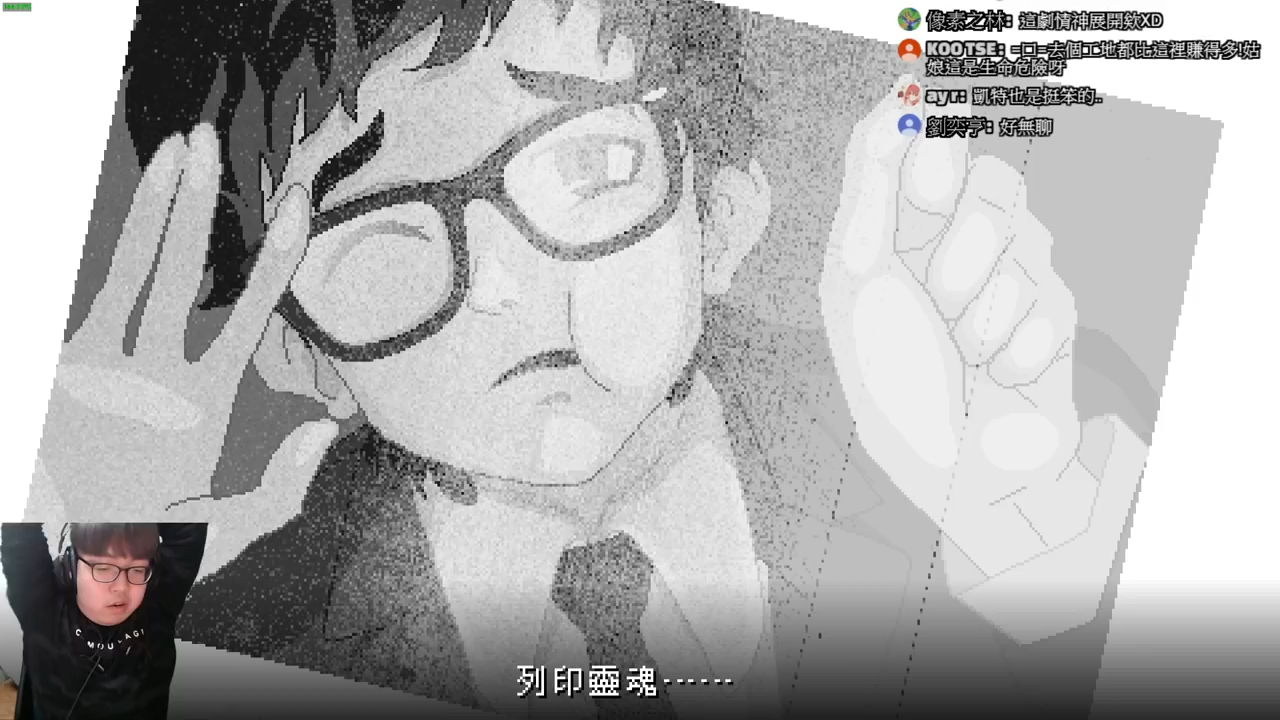 像素之林: 這劇情神展開欸XD
KOO TSE: =口=去個工地都比這裡賺得多!姑
娘這是生命危險呀
ay r: 凱特也是挺笨的..
劉奕亨: 好無聊
列印靈魂⋯⋯